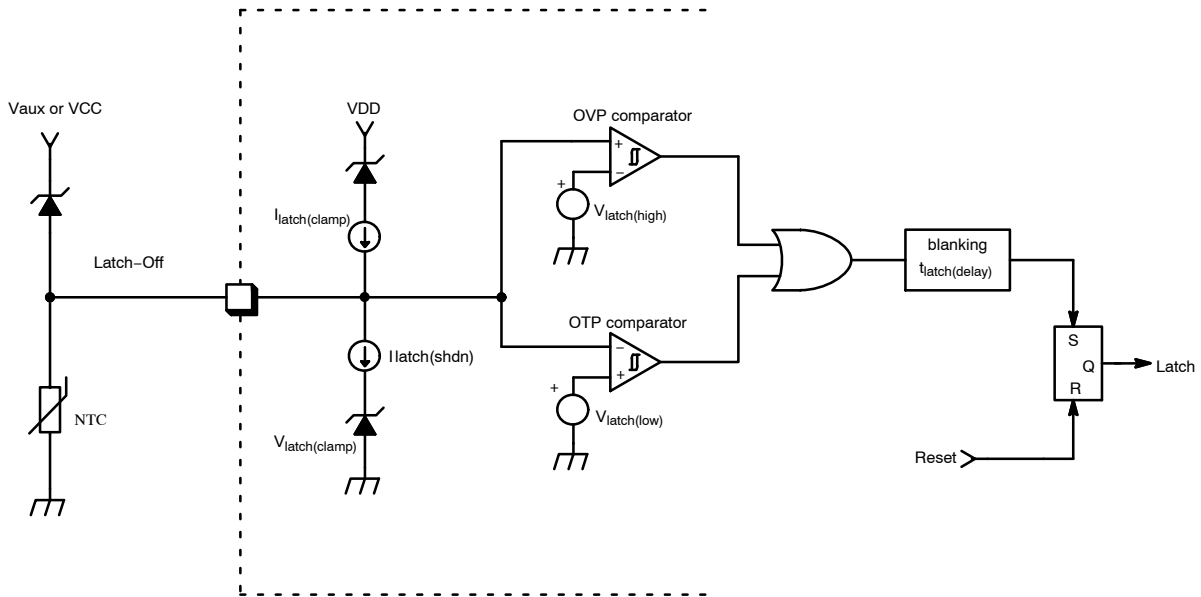 Vaux or VCC
VDD
OVP comparator
+
−
+
Ilatch(clamp)
Vlatch(high)
Latch−Off
blanking
tlatch(delay)
OTP comparator
−
+
+
I latch(shdn)
Vlatch(clamp)
Vlatch(low)
NTC
S
Q
R
Latch
Reset